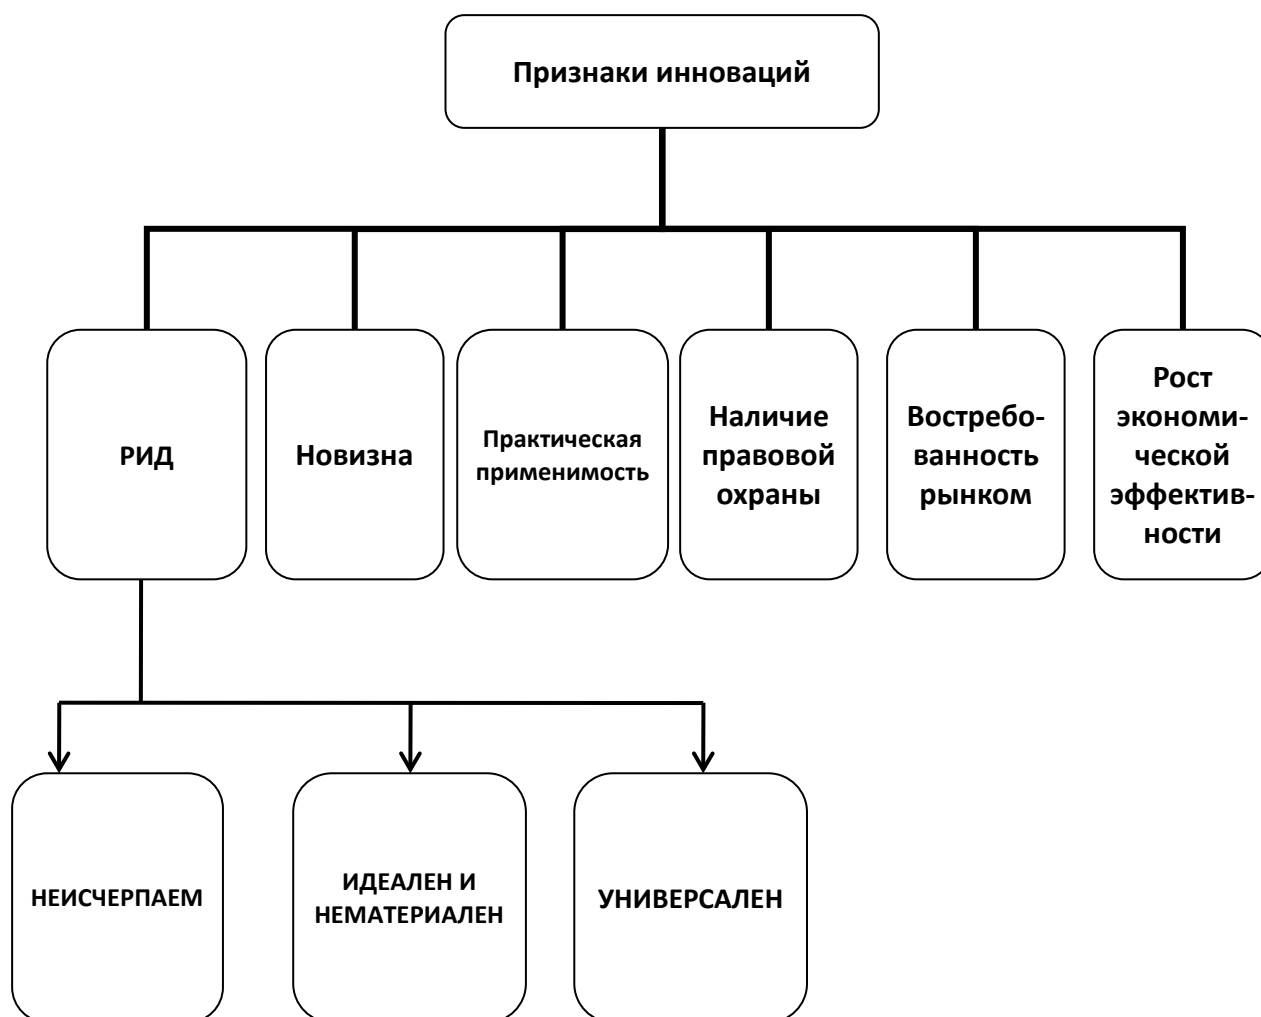 Признаки инноваций
РИД
Новизна
Практическая
применимость
Наличие
правовой
охраны
Востребо-
ванность
рынком
Рост
экономи-
ческой
эффектив-
ности
НЕИСЧЕРПАЕМ
ИДЕАЛЕН И
НЕМАТЕРИАЛЕН
УНИВЕРСАЛЕН